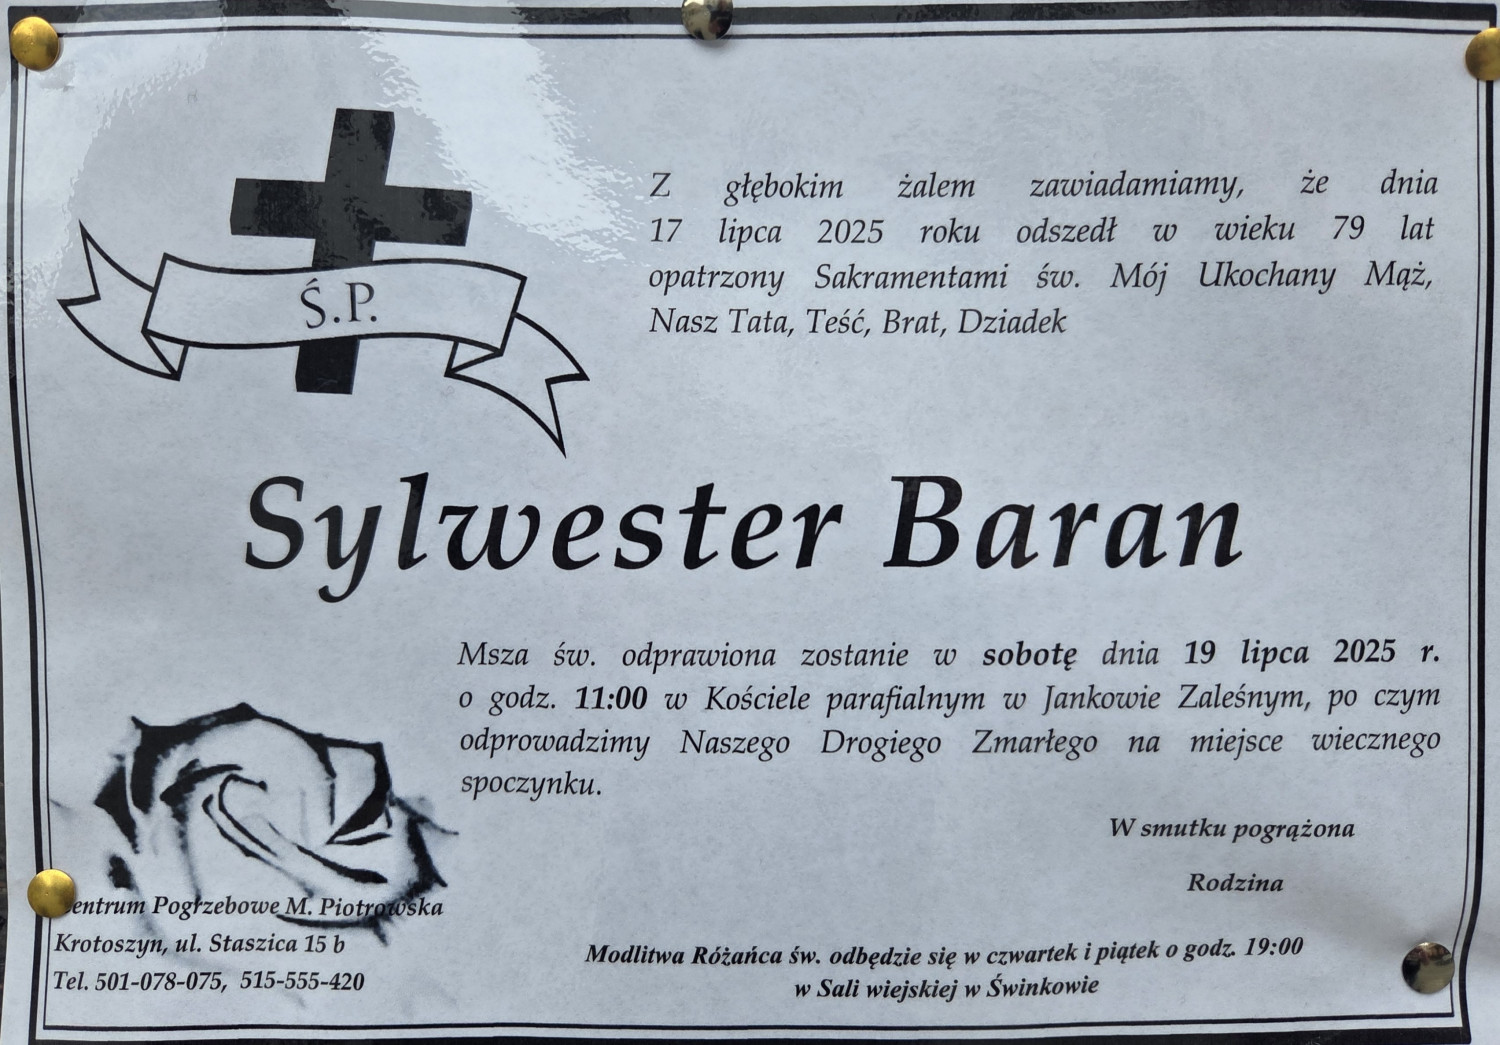 Ś.P.
Z głębokim żalem zawiadamiamy, że dnia
17 lipca 2025 roku odszedł w wieku 79 lat
opatrzony Sakramentami św. Mój Ukochany Mąż,
Nasz Tata, Teść, Brat, Dziadek
Sylwester Baran
Msza św. odprawiona zostanie w sobotę dnia 19 lipca 2025 r.
o godz. 11:00 w Kościele parafialnym w Jankowie Zaleśnym, po czym
odprowadzimy Naszego Drogiego Zmarłego na miejsce wiecznego
spoczynku.
W smutku pogrążona
Rodzina
entrum Pogrzebowe M. Piotrowska
Krotoszyn, ul. Staszica 15 b
Tel. 501-078-075, 515-555-420
Modlitwa Różańca św. odbędzie się w czwartek i piątek o godz. 19:00
w Sali wiejskiej w Świnkowie